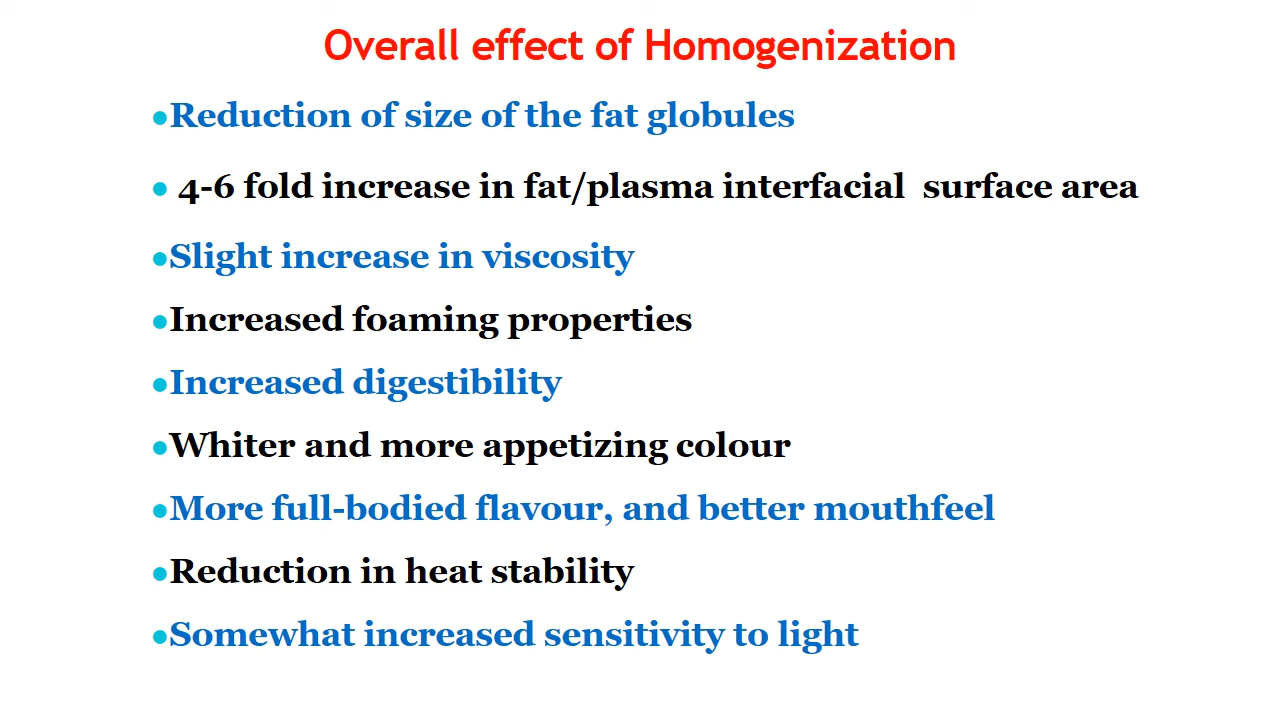 Overall effect of Homogenization
●Reduction of size of the fat globules
● 4-6 fold increase in fat/plasma interfacial surface area
●Slight increase in viscosity
●Increased foaming properties
●Increased digestibility
●Whiter and more appetizing colour
●More full-bodied flavour, and better mouthfeel
●Reduction in heat stability
●Somewhat increased sensitivity to light